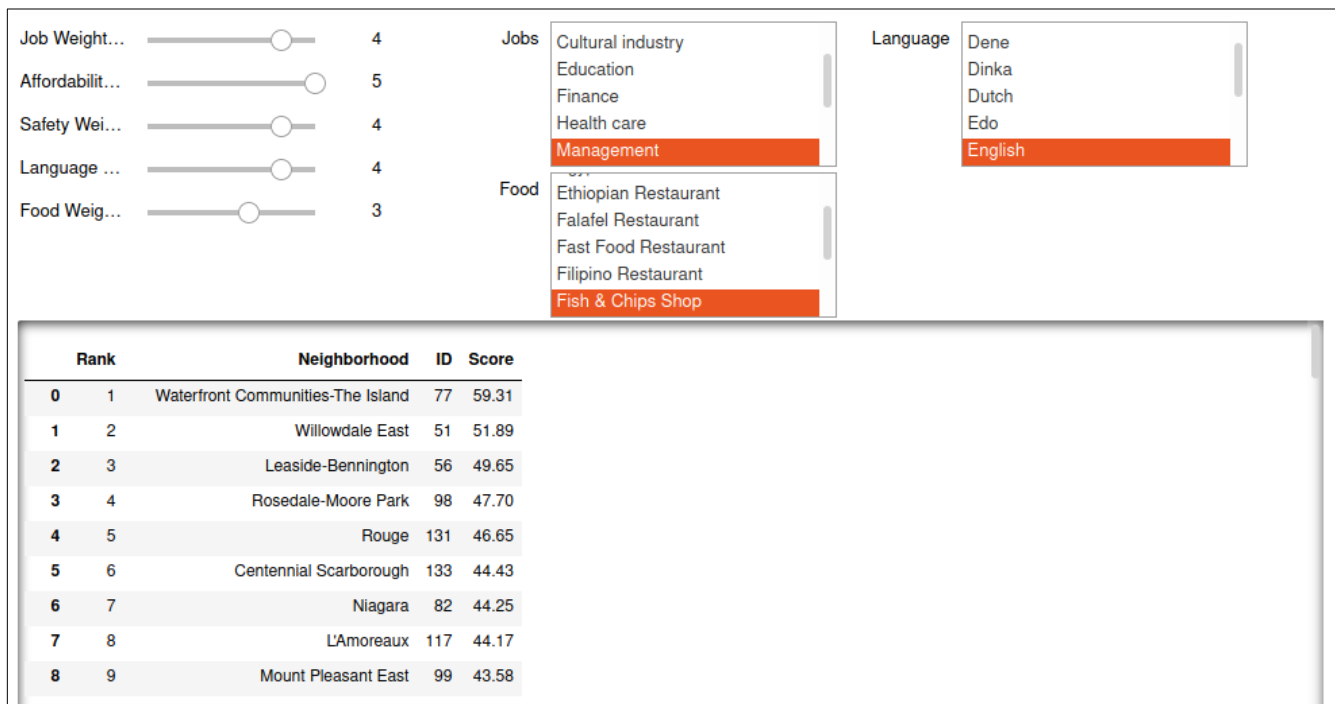 Job Weight… 4
Affordabilit… 5
Safety Wei… 4
Language … 4
Food Weig… 3
Jobs
Cultural industry
Education
Finance
Health care
Management
Food
Ethiopian Restaurant
Falafel Restaurant
Fast Food Restaurant
Filipino Restaurant
Fish & Chips Shop
Language
Dene
Dinka
Dutch
Edo
English
Rank Neighborhood ID Score
0 1 Waterfront Communities-The Island 77 59.31
1 2 Willowdale East 51 51.89
2 3 Leaside-Bennington 56 49.65
3 4 Rosedale-Moore Park 98 47.70
4 5 Rouge 131 46.65
5 6 Centennial Scarborough 133 44.43
6 7 Niagara 82 44.25
7 8 L'Amoreaux 117 44.17
8 9 Mount Pleasant East 99 43.58